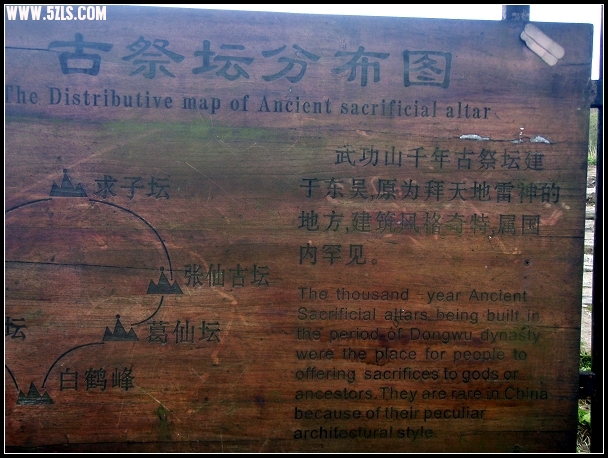 WWW.5ZLS.COM
古祭坛分布图
The Distributive map of Ancient sacrificial altar
武功山千年古祭坛建
于东吴,原为拜天地雷神的
地方,建筑风格奇特,属国
内罕见。
The thousand -year Ancient
Sacrificial altars being built in
the period of Dongwu dynasty
were the place for people to
offering sacrifices to gods or
ancestors.They are rare in China
because of their peculiar
architectural style.
求子坛
张仙古坛
葛仙坛
坛
白鹤峰